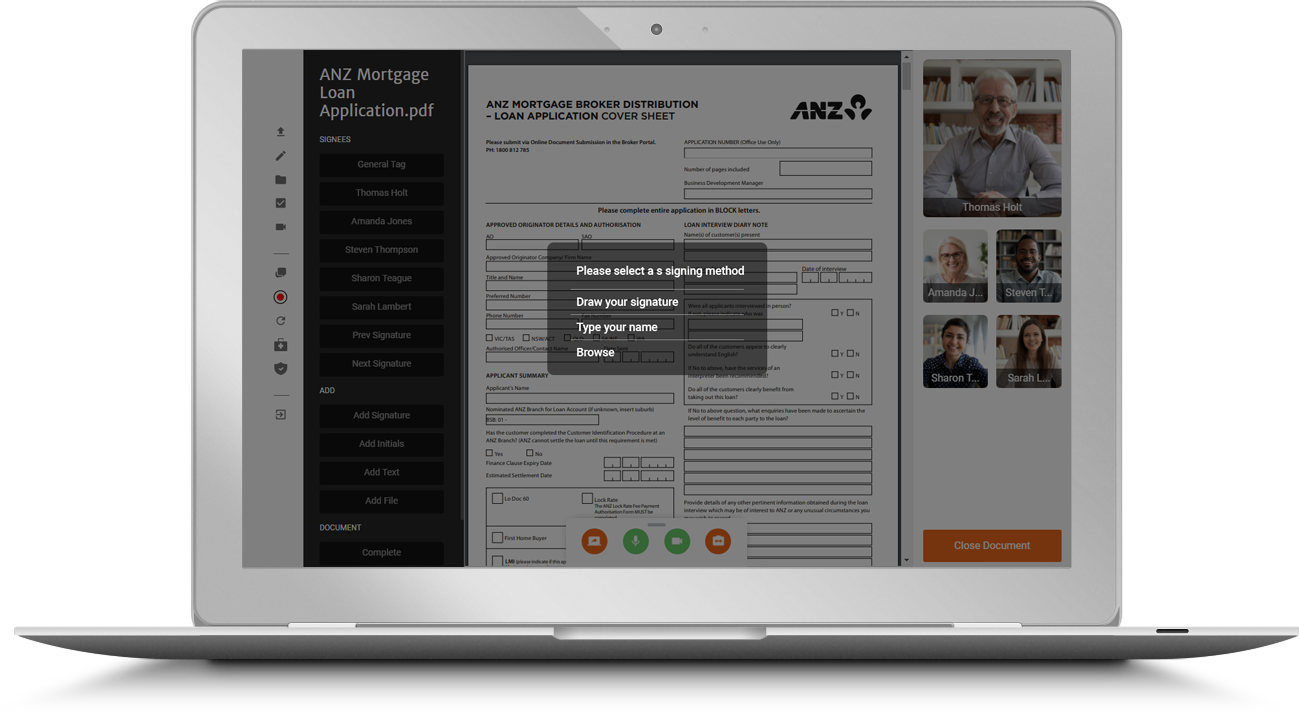 ANZ Mortgage
Loan
Application.pdf
SIGNEES
General Tag
Thomas Holt
Amanda Jones
Steven Thompson
Sharon Teague
Sarah Lambert
Prev Signature
Next Signature
ADD
Add Signature
Add Initials
Add Text
Add File
DOCUMENT
Complete
ANZ MORTGAGE BROKER DISTRIBUTION
– LOAN APPLICATION COVER SHEET
ANZ
Please submit via Online Document Submission in the Broker Portal.
PH: 1800 812 785
APPLICATION NUMBER (Office Use Only)
Number of pages included
Business Development Manager
Please complete entire application in BLOCK letters.
APPROVED ORIGINATOR DETAILS AND AUTHORISATION
AO
SAO
Approved Originator Company/ Firm Name
Title and Name
Preferred Number
Phone Number
Fax Number
VIC/TAS
NSW/ACT
Authorised Officer/Contact Name
Date Sent
APPLICANT SUMMARY
Applicant's Name
Nominated ANZ Branch for Loan Account (if unknown, insert suburb)
BSB: 01 -
Has the customer completed the Customer Identification Procedure at an
ANZ Branch? (ANZ cannot settle the loan until this requirement is met)
Yes
No
Finance Clause Expiry Date
Estimated Settlement Date
Lo Doc 60
Lock Rate
The ANZ Lock Rate Fee Payment
Authorisation Form MUST be
First Home Buyer
LMI (please indicate if this ap
LOAN INTERVIEW DIARY NOTE
Name(s) of customer(s) present
Date of interview
Were all applicants interviewed in person?
Y
N
Do all of the customers appear to clearly
understand English?
Y
N
If No to above, have the services of an
interpreter been recommended?
Y
N
Do all of the customers clearly benefit from
taking out this loan?
Y
N
If No to above question, what enquiries have been made to ascertain the
level of benefit to each party to the loan?
Provide details of any other pertinent information obtained during the loan
interview which may be of interest to ANZ or any unusual circumstances you
Please select a s signing method
Draw your signature
Type your name
Browse
Thomas Holt
Amanda J...
Steven T...
Sharon T...
Sarah L...
Close Document